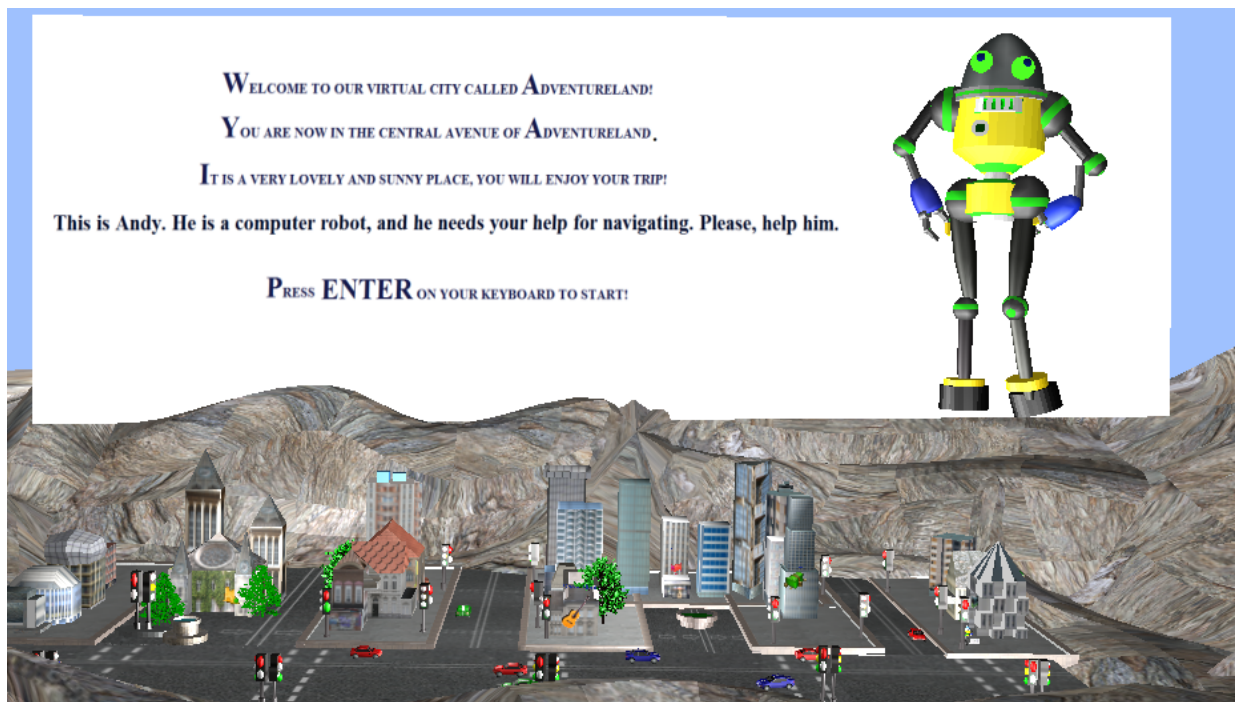 WELCOME TO OUR VIRTUAL CITY CALLED ADVENTURELAND!
YOU ARE NOW IN THE CENTRAL AVENUE OF ADVENTURELAND.
IT IS A VERY LOVELY AND SUNNY PLACE, YOU WILL ENJOY YOUR TRIP!
This is Andy. He is a computer robot, and he needs your help for navigating. Please, help him.
PRESS ENTER ON YOUR KEYBOARD TO START!